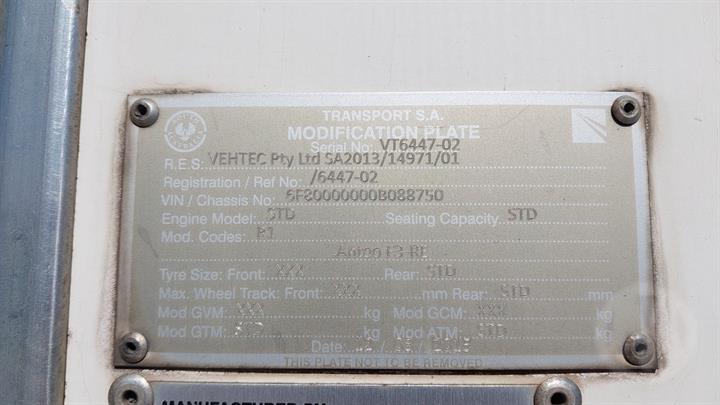 TRANSPORT S.A.
MODIFICATION PLATE
Serial No: VT6447-02
R.E.S: VEHTEC Pty Ltd SA2013/14971/01
Registration / Ref No: /6447-02
VIN / Chassis No: 6F80000000B088750
Engine Model: STD Seating Capacity: STD
Mod. Codes: P1
Tyre Size: Front: XXX Rear: STD
Max. Wheel Track: Front: XXX mm Rear: STD mm
Mod GVM: XXX kg Mod GCM: XXX kg
Mod GTM: STD kg Mod ATM: STD kg
Date:
THIS PLATE NOT TO BE REMOVED
MANUFACTURED BY